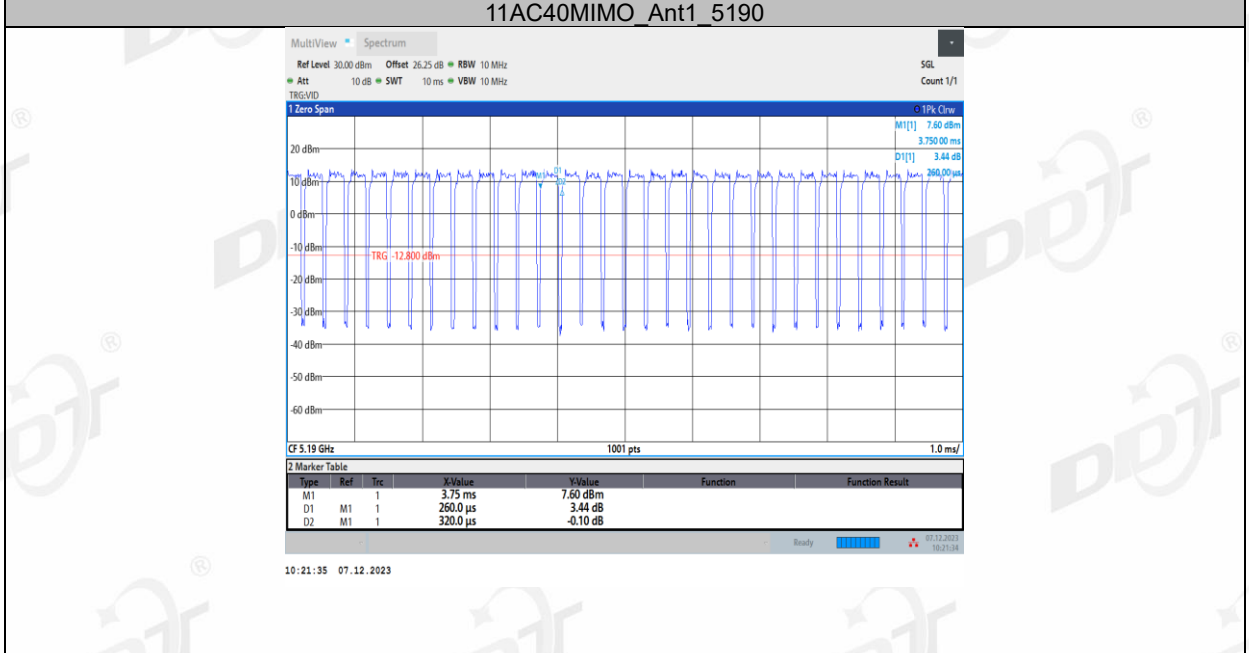 11AC40MIMO_Ant1_5190
MultiView Spectrum
Ref Level 30.00 dBm Offset 26.25 dB RBW 10 MHz SGL
Att 10 dB SWT 10 ms VBW 10 MHz Count 1/1
TRG:VID
1 Zero Span 1Pk Clrw
M1[1] 7.60 dBm
3.750 00 ms
D1[1] 3.44 dB
260.00 µs
20 dBm
10 dBm
0 dBm
-10 dBm
-20 dBm
-30 dBm
-40 dBm
-50 dBm
-60 dBm
M1
D1
D2
TRG -12.800 dBm
CF 5.19 GHz 1001 pts 1.0 ms/
2 Marker Table
Type Ref Trc X-Value Y-Value Function Function Result
M1 1 3.75 ms 7.60 dBm
D1 M1 1 260.0 µs 3.44 dB
D2 M1 1 320.0 µs -0.10 dB
Ready 07.12.2023
10:21:34
10:21:35 07.12.2023
DDT
®